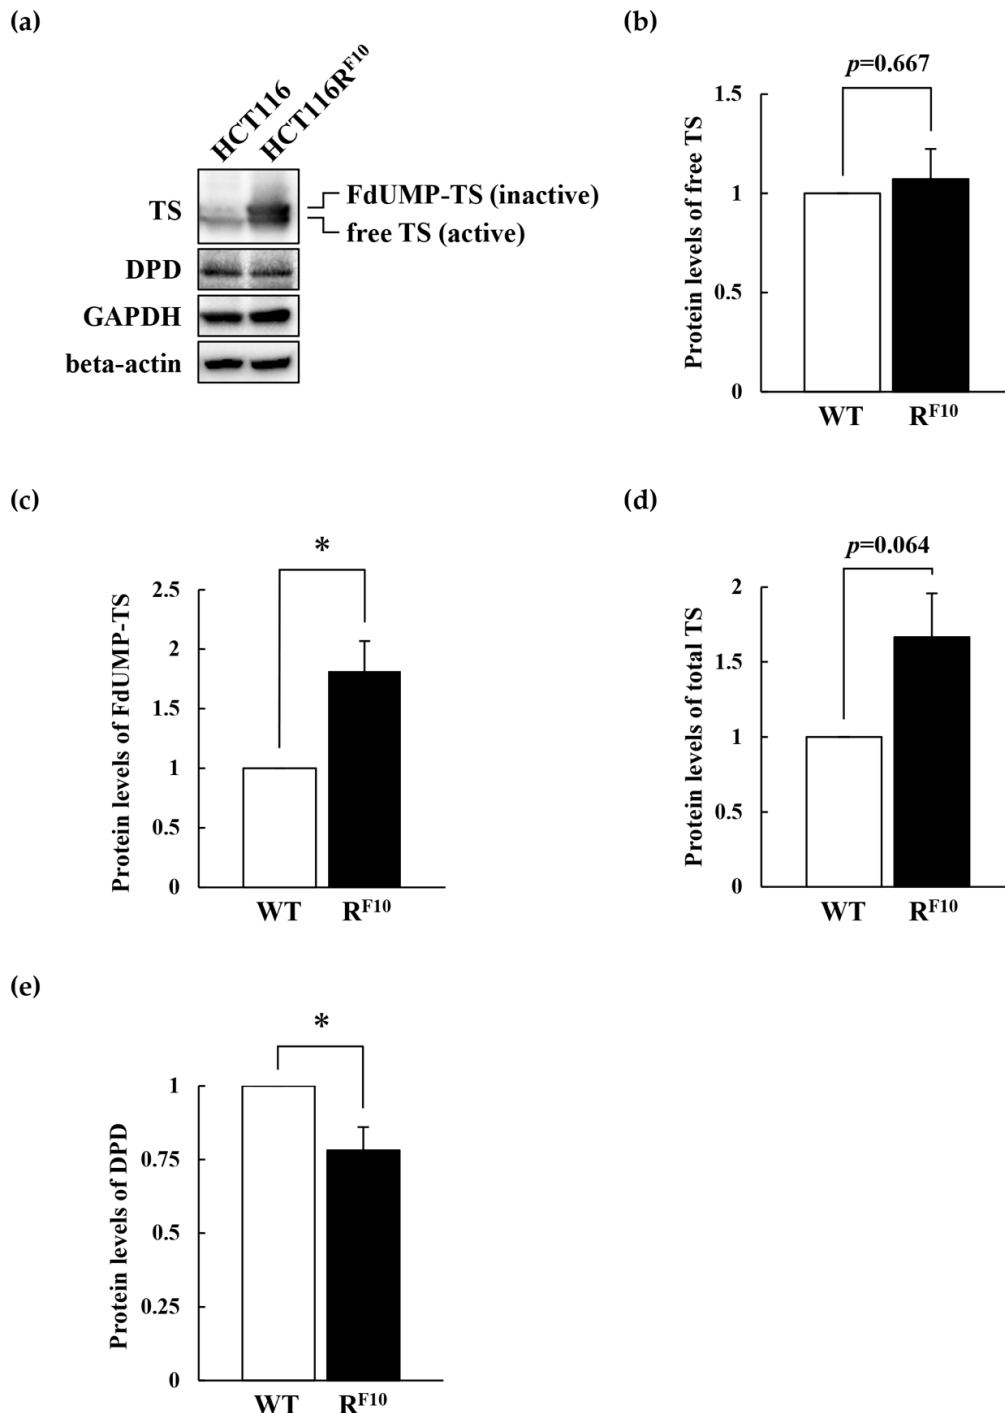 (a)
HCT116
HCT116R^F10
TS
FdUMP-TS (inactive)
free TS (active)
DPD
GAPDH
beta-actin
(b)
p=0.667
Protein levels of free TS
1.5
1
0.5
0
WT
R^F10
(c)
*
Protein levels of FdUMP-TS
2.5
2
1.5
1
0.5
0
WT
R^F10
(d)
p=0.064
Protein levels of total TS
2
1.5
1
0.5
0
WT
R^F10
(e)
*
Protein levels of DPD
1
0.75
0.5
0.25
0
WT
R^F10